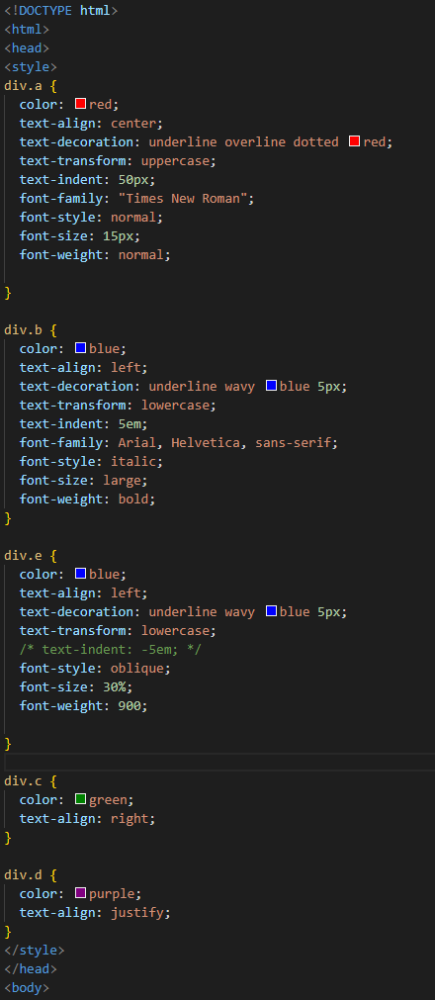 <!DOCTYPE html>
<html>
<head>
<style>
div.a {
  color: red;
  text-align: center;
  text-decoration: underline overline dotted red;
  text-transform: uppercase;
  text-indent: 50px;
  font-family: "Times New Roman";
  font-style: normal;
  font-size: 15px;
  font-weight: normal;

}

div.b {
  color: blue;
  text-align: left;
  text-decoration: underline wavy blue 5px;
  text-transform: lowercase;
  text-indent: 5em;
  font-family: Arial, Helvetica, sans-serif;
  font-style: italic;
  font-size: large;
  font-weight: bold;
}

div.e {
  color: blue;
  text-align: left;
  text-decoration: underline wavy blue 5px;
  text-transform: lowercase;
  /* text-indent: -5em; */
  font-style: oblique;
  font-size: 30%;
  font-weight: 900;

}

div.c {
  color: green;
  text-align: right;
}

div.d {
  color: purple;
  text-align: justify;
}
</style>
</head>
<body>